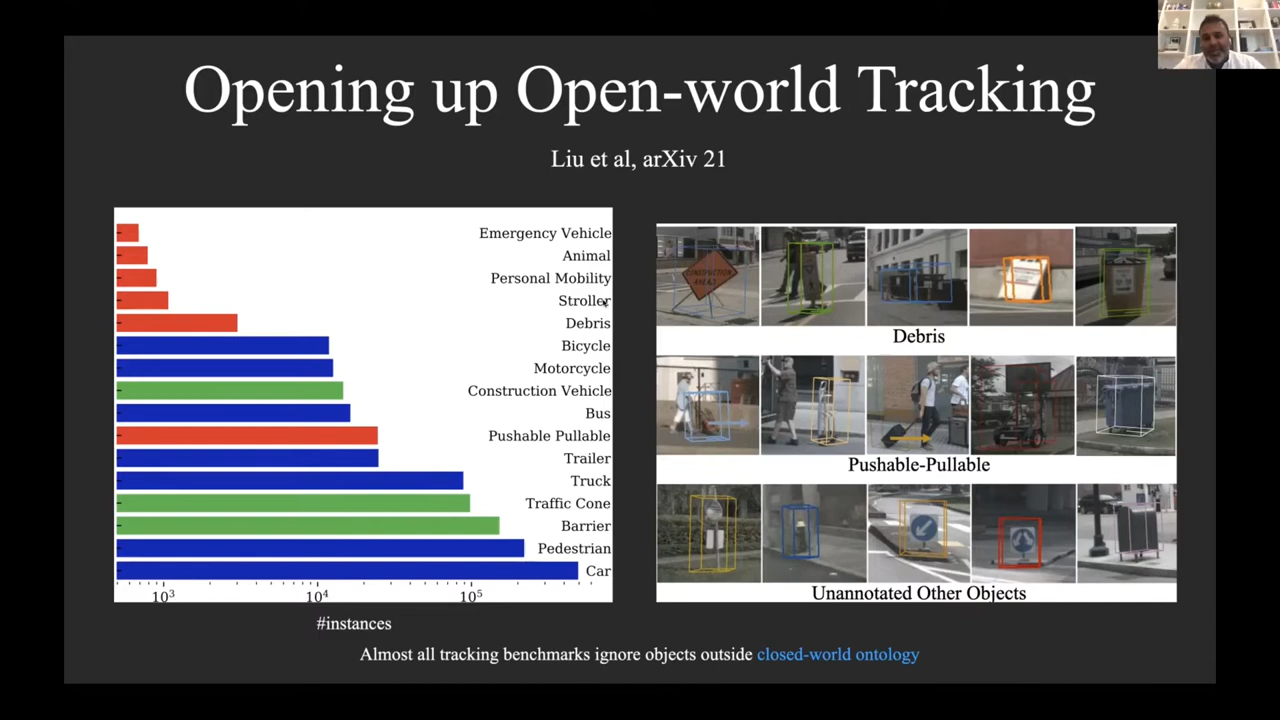 Opening up Open-world Tracking
Liu et al, arXiv 21
Emergency Vehicle
Animal
Personal Mobility
Stroller
Debris
Bicycle
Motorcycle
Construction Vehicle
Bus
Pushable Pullable
Trailer
Truck
Traffic Cone
Barrier
Pedestrian
Car
10³ 10⁴ 10⁵
#instances
CONSTRUCTION
AREA
Debris
Pushable-Pullable
Unannotated Other Objects
Almost all tracking benchmarks ignore objects outside closed-world ontology